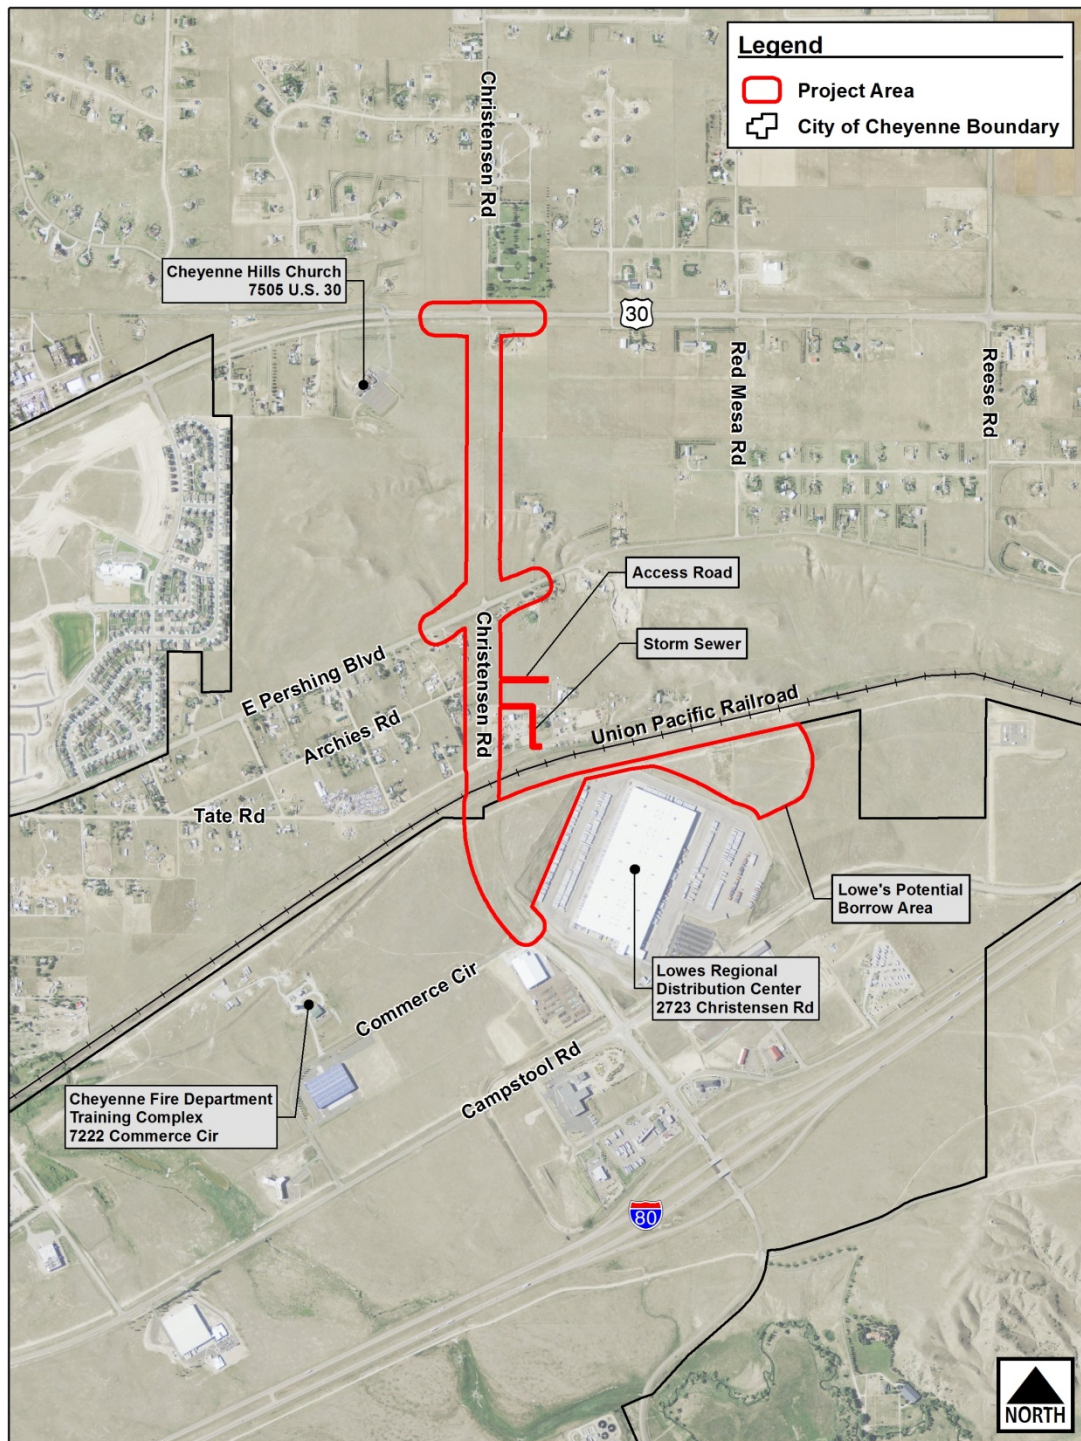 Legend
Project Area
City of Cheyenne Boundary
Christensen Rd
Cheyenne Hills Church
7505 U.S. 30
30
Red Mesa Rd
Reese Rd
Access Road
Christensen Rd
Storm Sewer
E Pershing Blvd
Archies Rd
Union Pacific Railroad
Tate Rd
Lowe's Potential
Borrow Area
Lowes Regional
Distribution Center
2723 Christensen Rd
Commerce Cir
Campstool Rd
Cheyenne Fire Department
Training Complex
7222 Commerce Cir
80
NORTH